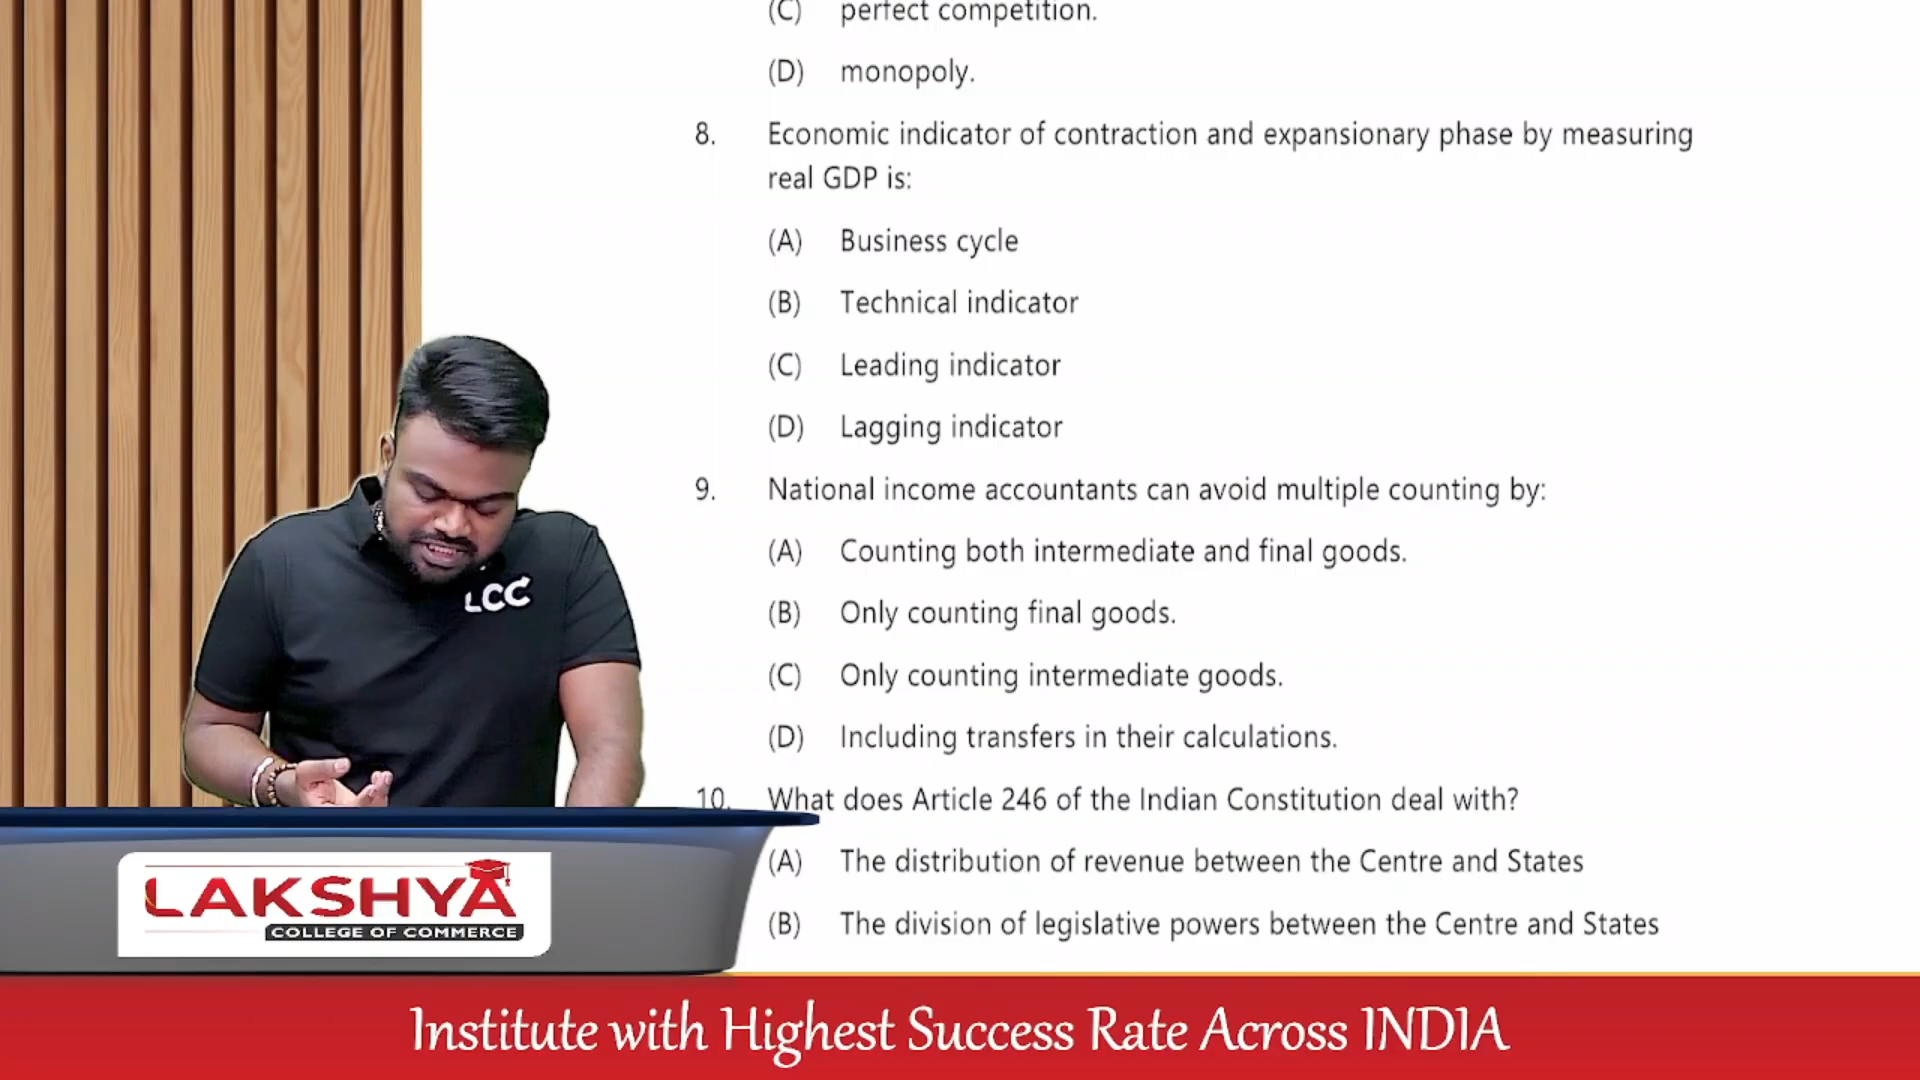 (C) perfect competition.
(D) monopoly.
8. Economic indicator of contraction and expansionary phase by measuring
real GDP is:
(A) Business cycle
(B) Technical indicator
(C) Leading indicator
(D) Lagging indicator
9. National income accountants can avoid multiple counting by:
(A) Counting both intermediate and final goods.
(B) Only counting final goods.
(C) Only counting intermediate goods.
(D) Including transfers in their calculations.
10. What does Article 246 of the Indian Constitution deal with?
(A) The distribution of revenue between the Centre and States
(B) The division of legislative powers between the Centre and States
LCC
LAKSHYA
COLLEGE OF COMMERCE
Institute with Highest Success Rate Across INDIA